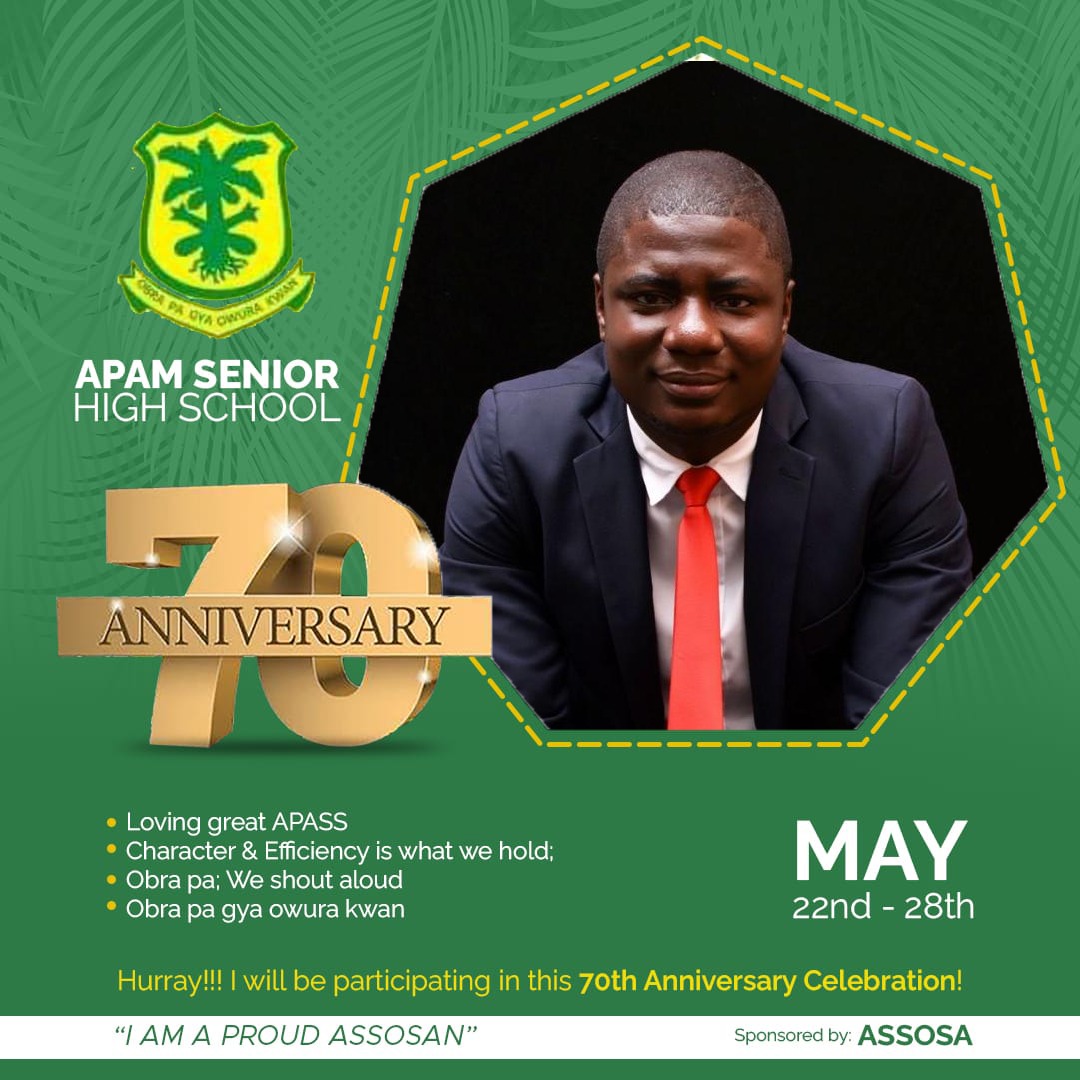 OBRA PA GYA OWURA KWAN
APAM SENIOR
HIGH SCHOOL
70
ANNIVERSARY
Loving great APASS
Character & Efficiency is what we hold;
Obra pa; We shout aloud
Obra pa gya owura kwan
MAY
22nd - 28th
Hurray!!! I will be participating in this 70th Anniversary Celebration!
“I AM A PROUD ASSOSAN”
Sponsored by: ASSOSA